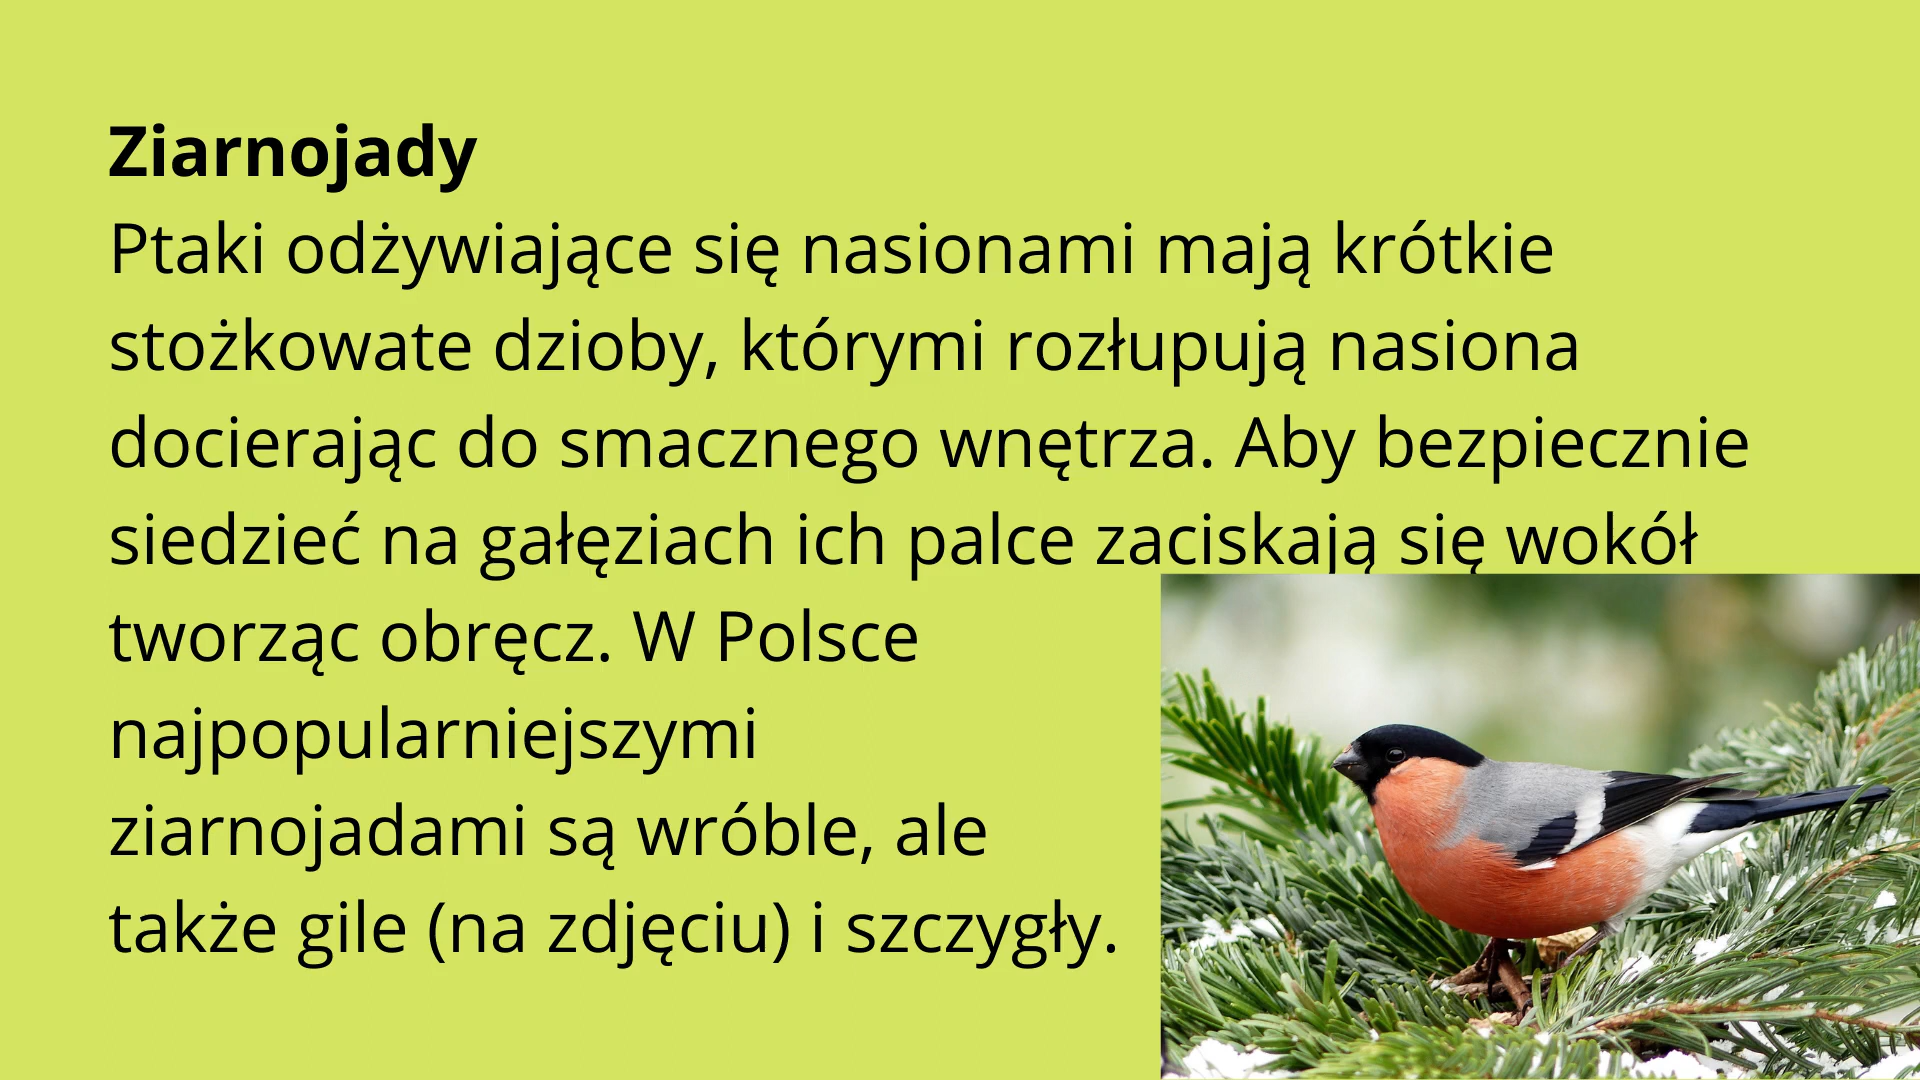 Ziarnojady
Ptaki odżywiające się nasionami mają krótkie
stożkowate dzioby, którymi rozłupują nasiona
docierając do smacznego wnętrza. Aby bezpiecznie
siedzieć na gałęziach ich palce zaciskają się wokół
tworząc obręcz. W Polsce
najpopularniejszymi
ziarnojadami są wróble, ale
także gile (na zdjęciu) i szczygły.